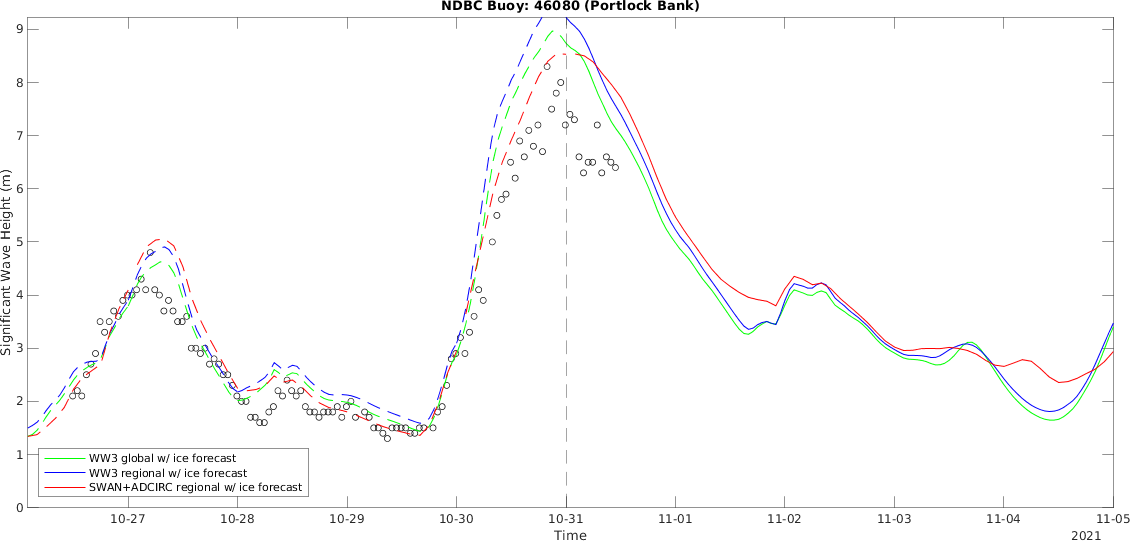 NDBC Buoy: 46080 (Portlock Bank)
Significant Wave Height (m)
9
8
7
6
5
4
3
2
1
0
WW3 global w/ ice forecast
WW3 regional w/ ice forecast
SWAN+ADCIRC regional w/ ice forecast
10-27 10-28 10-29 10-30 10-31 11-01 11-02 11-03 11-04 11-05
Time
2021